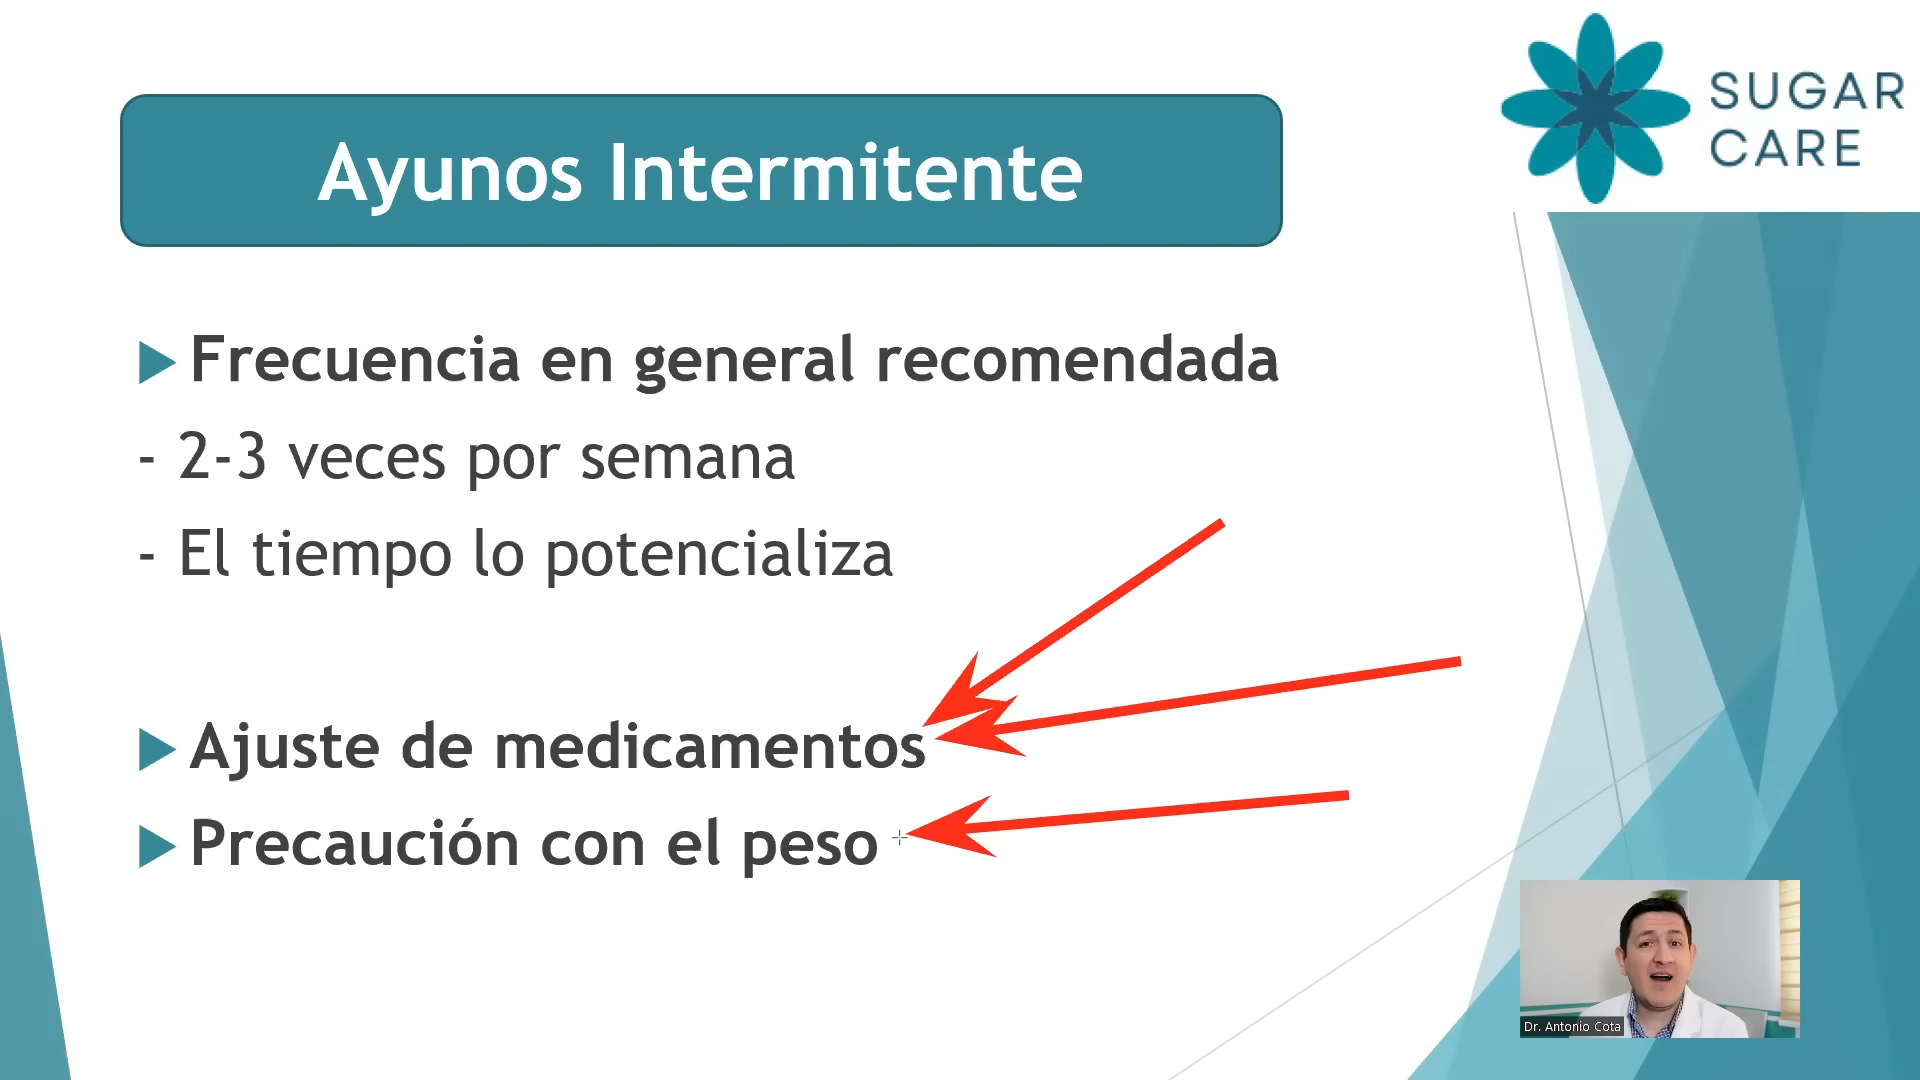 SUGAR
CARE
Ayunos Intermitente
Frecuencia en general recomendada
- 2-3 veces por semana
- El tiempo lo potencializa
Ajuste de medicamentos
Precaución con el peso
Dr. Antonio Cota